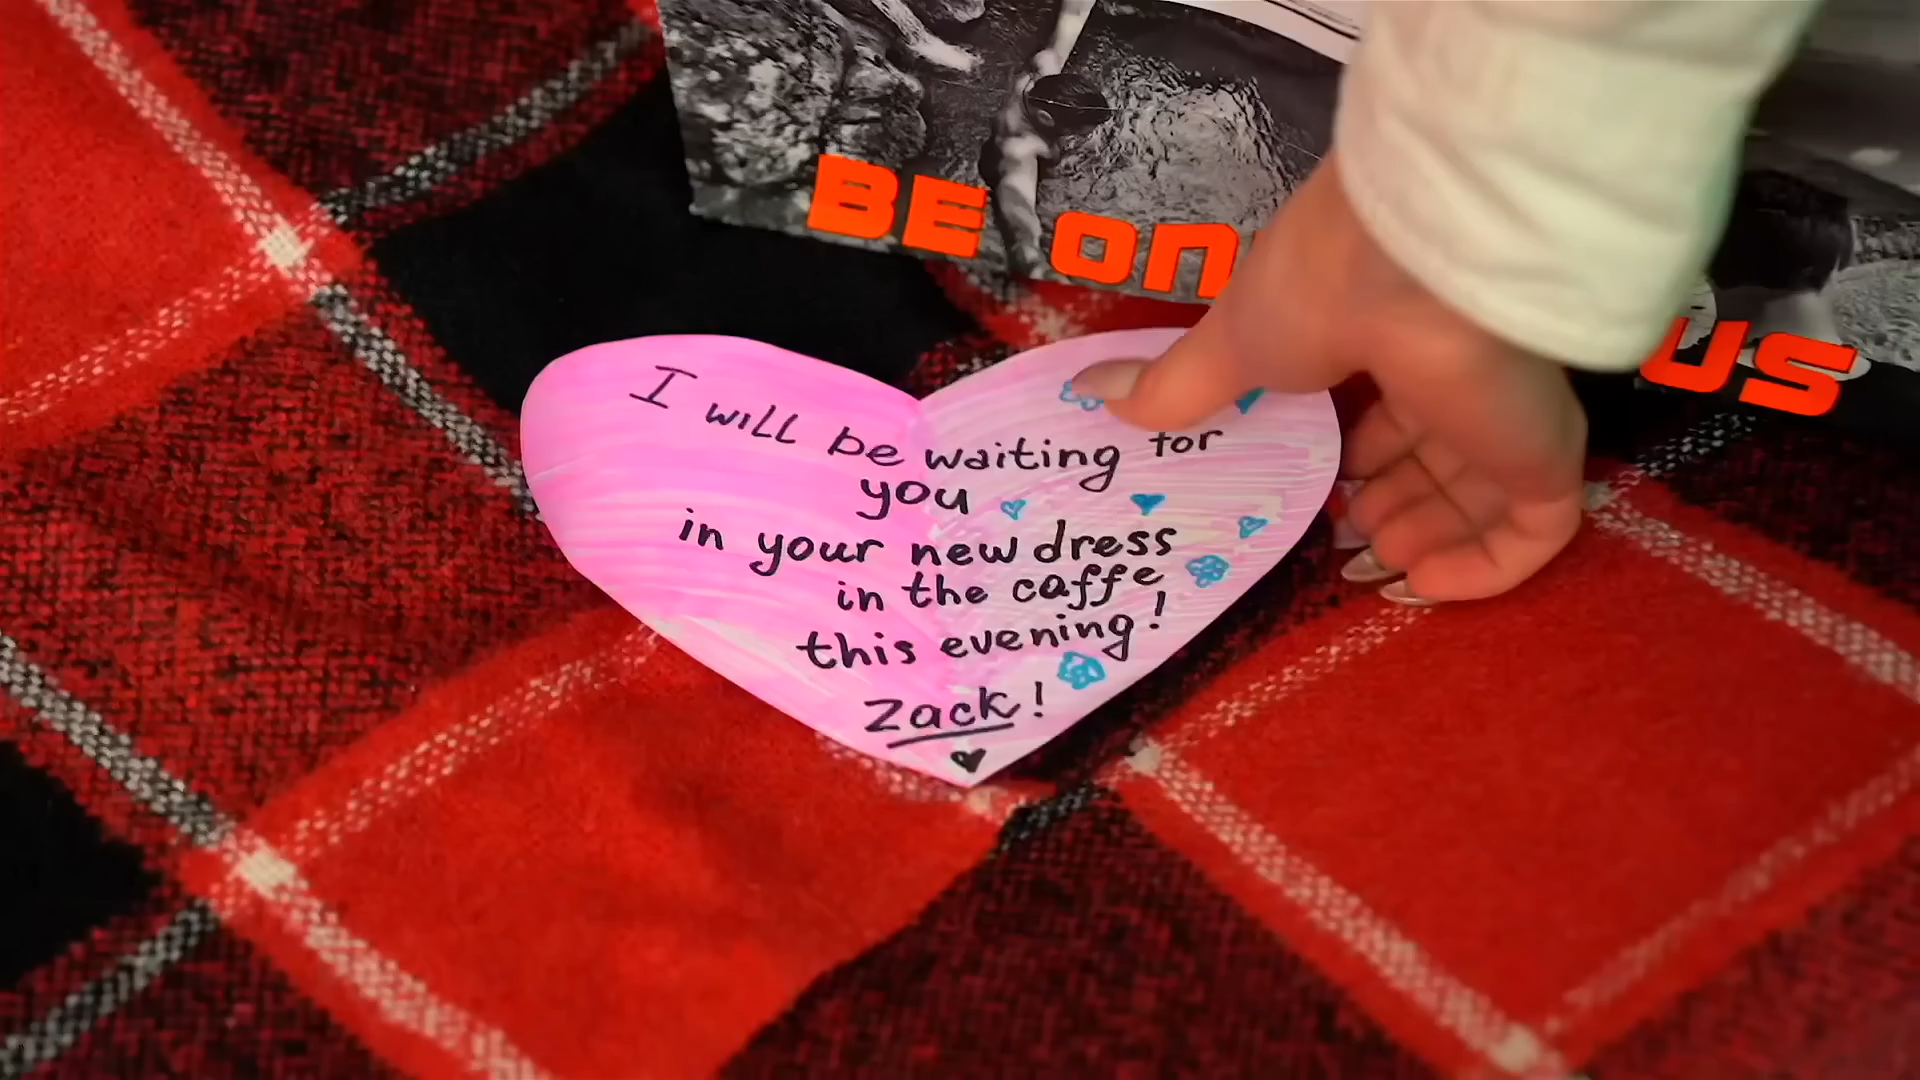 BE ON
US
I will be waiting for
you
in your new dress
in the caffe
this evening!
Zack!